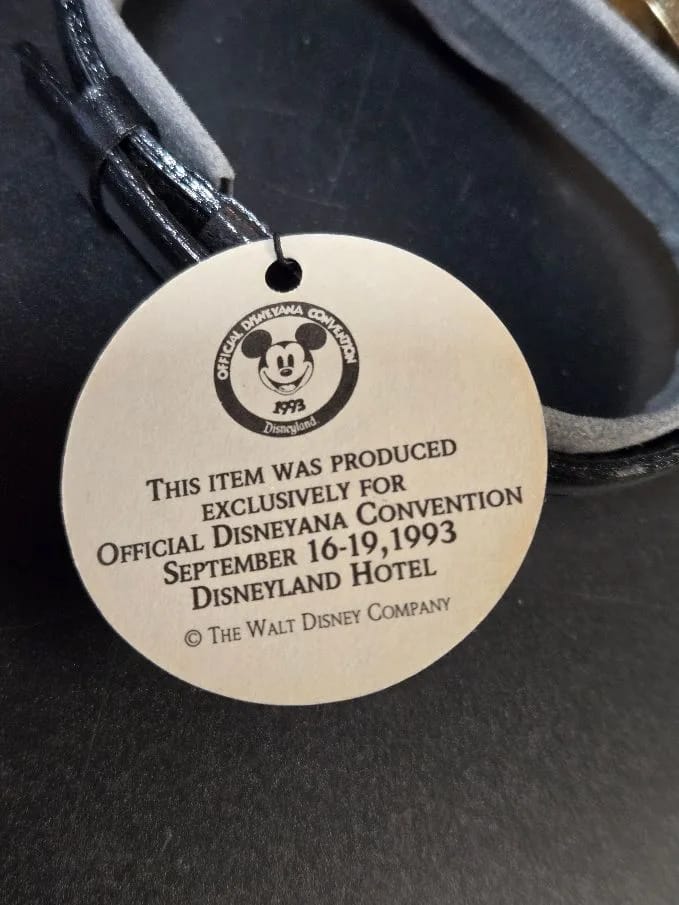 OFFICIAL DISNEYANA CONVENTION
1993
Disneyland
THIS ITEM WAS PRODUCED
EXCLUSIVELY FOR
OFFICIAL DISNEYANA CONVENTION
SEPTEMBER 16-19, 1993
DISNEYLAND HOTEL
© THE WALT DISNEY COMPANY